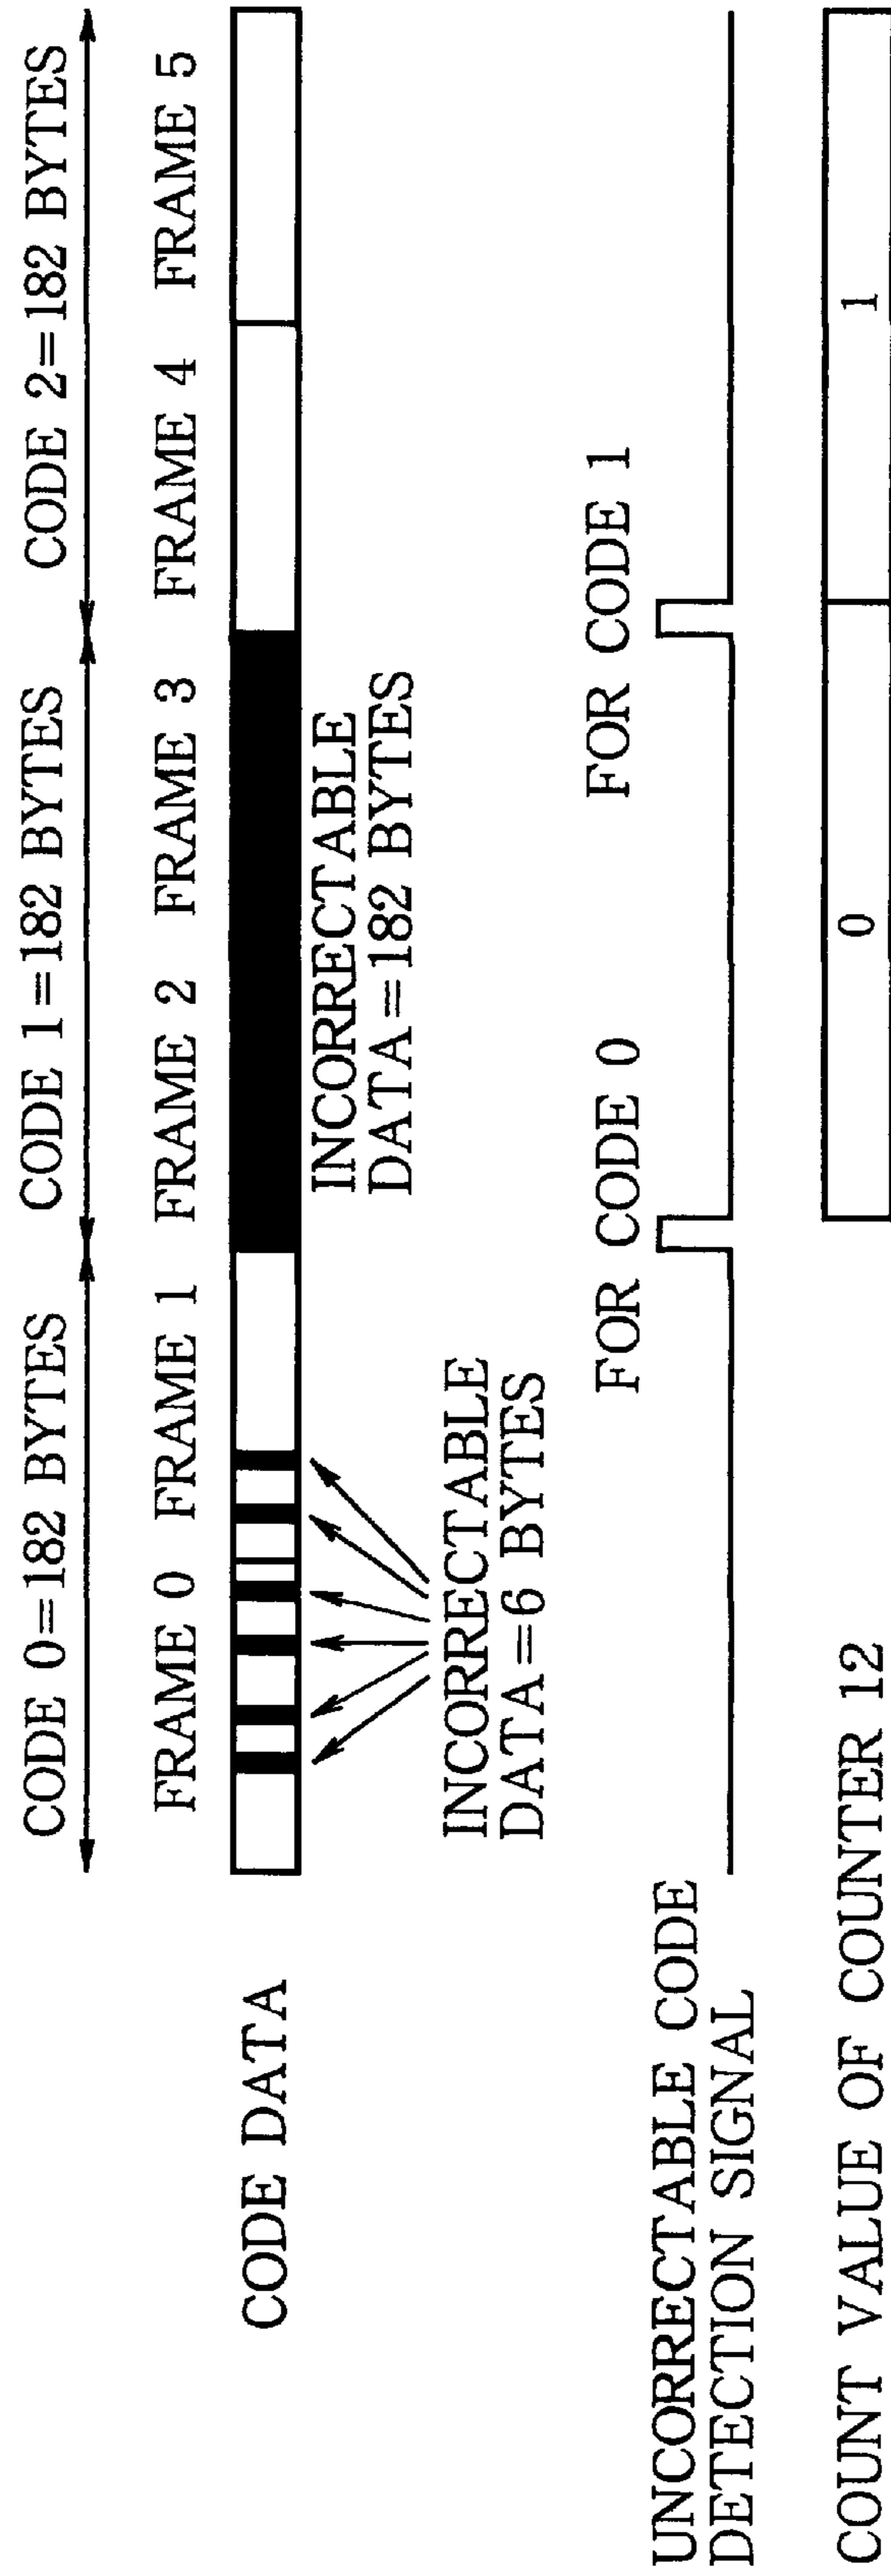 CODE 0=182 BYTES
CODE 1=182 BYTES
CODE 2=182 BYTES
FRAME 0
FRAME 1
FRAME 2
FRAME 3
FRAME 4
FRAME 5
CODE DATA
INCORRECTABLE
DATA=182 BYTES
INCORRECTABLE
DATA=6 BYTES
FOR CODE 0
FOR CODE 1
UNCORRECTABLE CODE
DETECTION SIGNAL
COUNT VALUE OF COUNTER 12
0
1